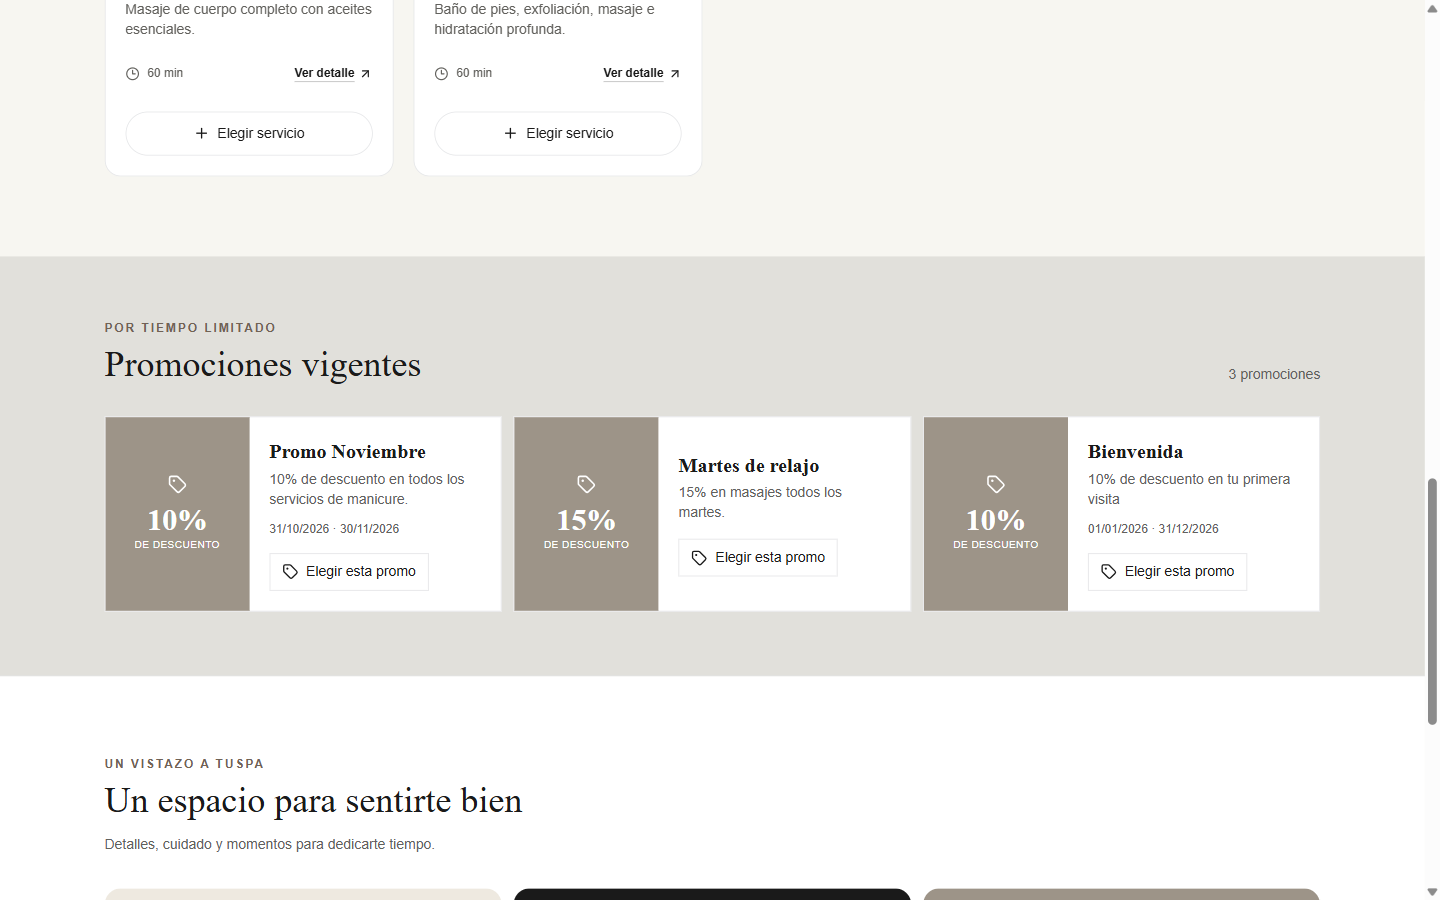 Masaje de cuerpo completo con aceites
esenciales.
60 min
Ver detalle
Elegir servicio
Baño de pies, exfoliación, masaje e
hidratación profunda.
60 min
Ver detalle
Elegir servicio
POR TIEMPO LIMITADO
Promociones vigentes
3 promociones
10%
DE DESCUENTO
Promo Noviembre
10% de descuento en todos los
servicios de manicure.
31/10/2026 · 30/11/2026
Elegir esta promo
15%
DE DESCUENTO
Martes de relajo
15% en masajes todos los
martes.
Elegir esta promo
10%
DE DESCUENTO
Bienvenida
10% de descuento en tu primera
visita
01/01/2026 · 31/12/2026
Elegir esta promo
UN VISTAZO A TUSPA
Un espacio para sentirte bien
Detalles, cuidado y momentos para dedicarte tiempo.